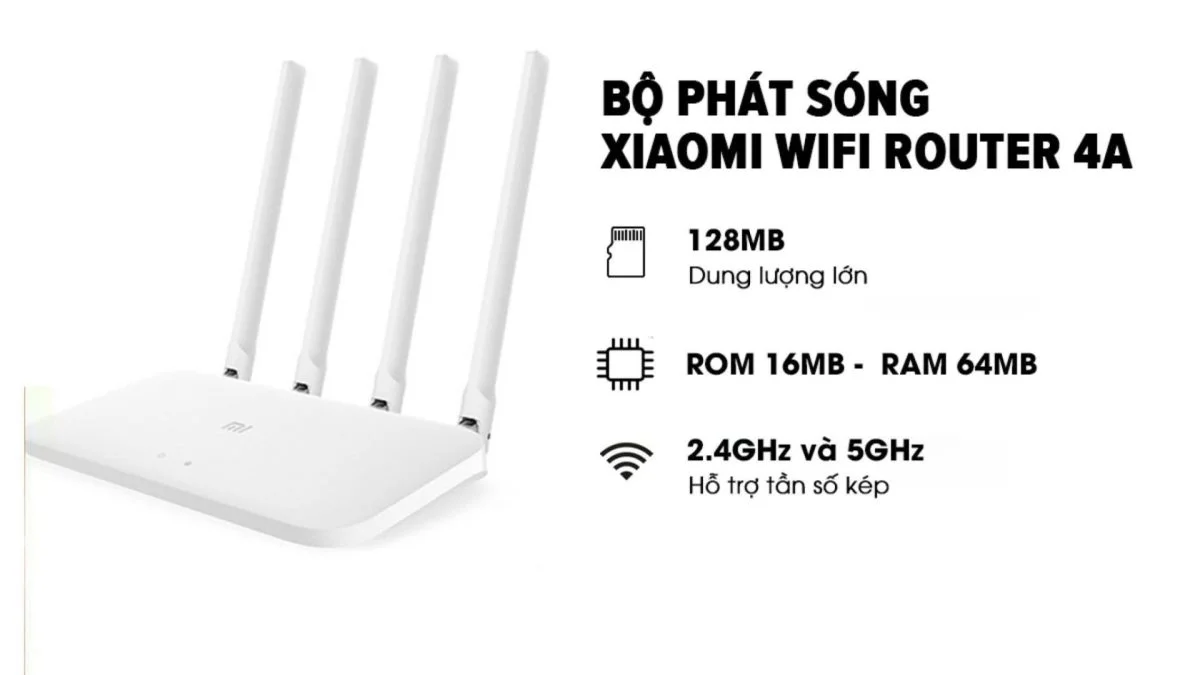 BỘ PHÁT SÓNG
XIAOMI WIFI ROUTER 4A
128MB
Dung lượng lớn
ROM 16MB - RAM 64MB
2.4GHz và 5GHz
Hỗ trợ tần số kép
MI